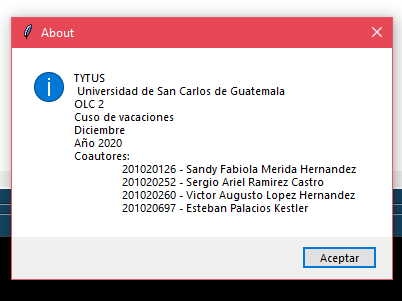 About
TYTUS
Universidad de San Carlos de Guatemala
OLC 2
Cuso de vacaciones
Diciembre
Año 2020
Coautores:
201020126 - Sandy Fabiola Merida Hernandez
201020252 - Sergio Ariel Ramirez Castro
201020260 - Victor Augusto Lopez Hernandez
201020697 - Esteban Palacios Kestler
Aceptar